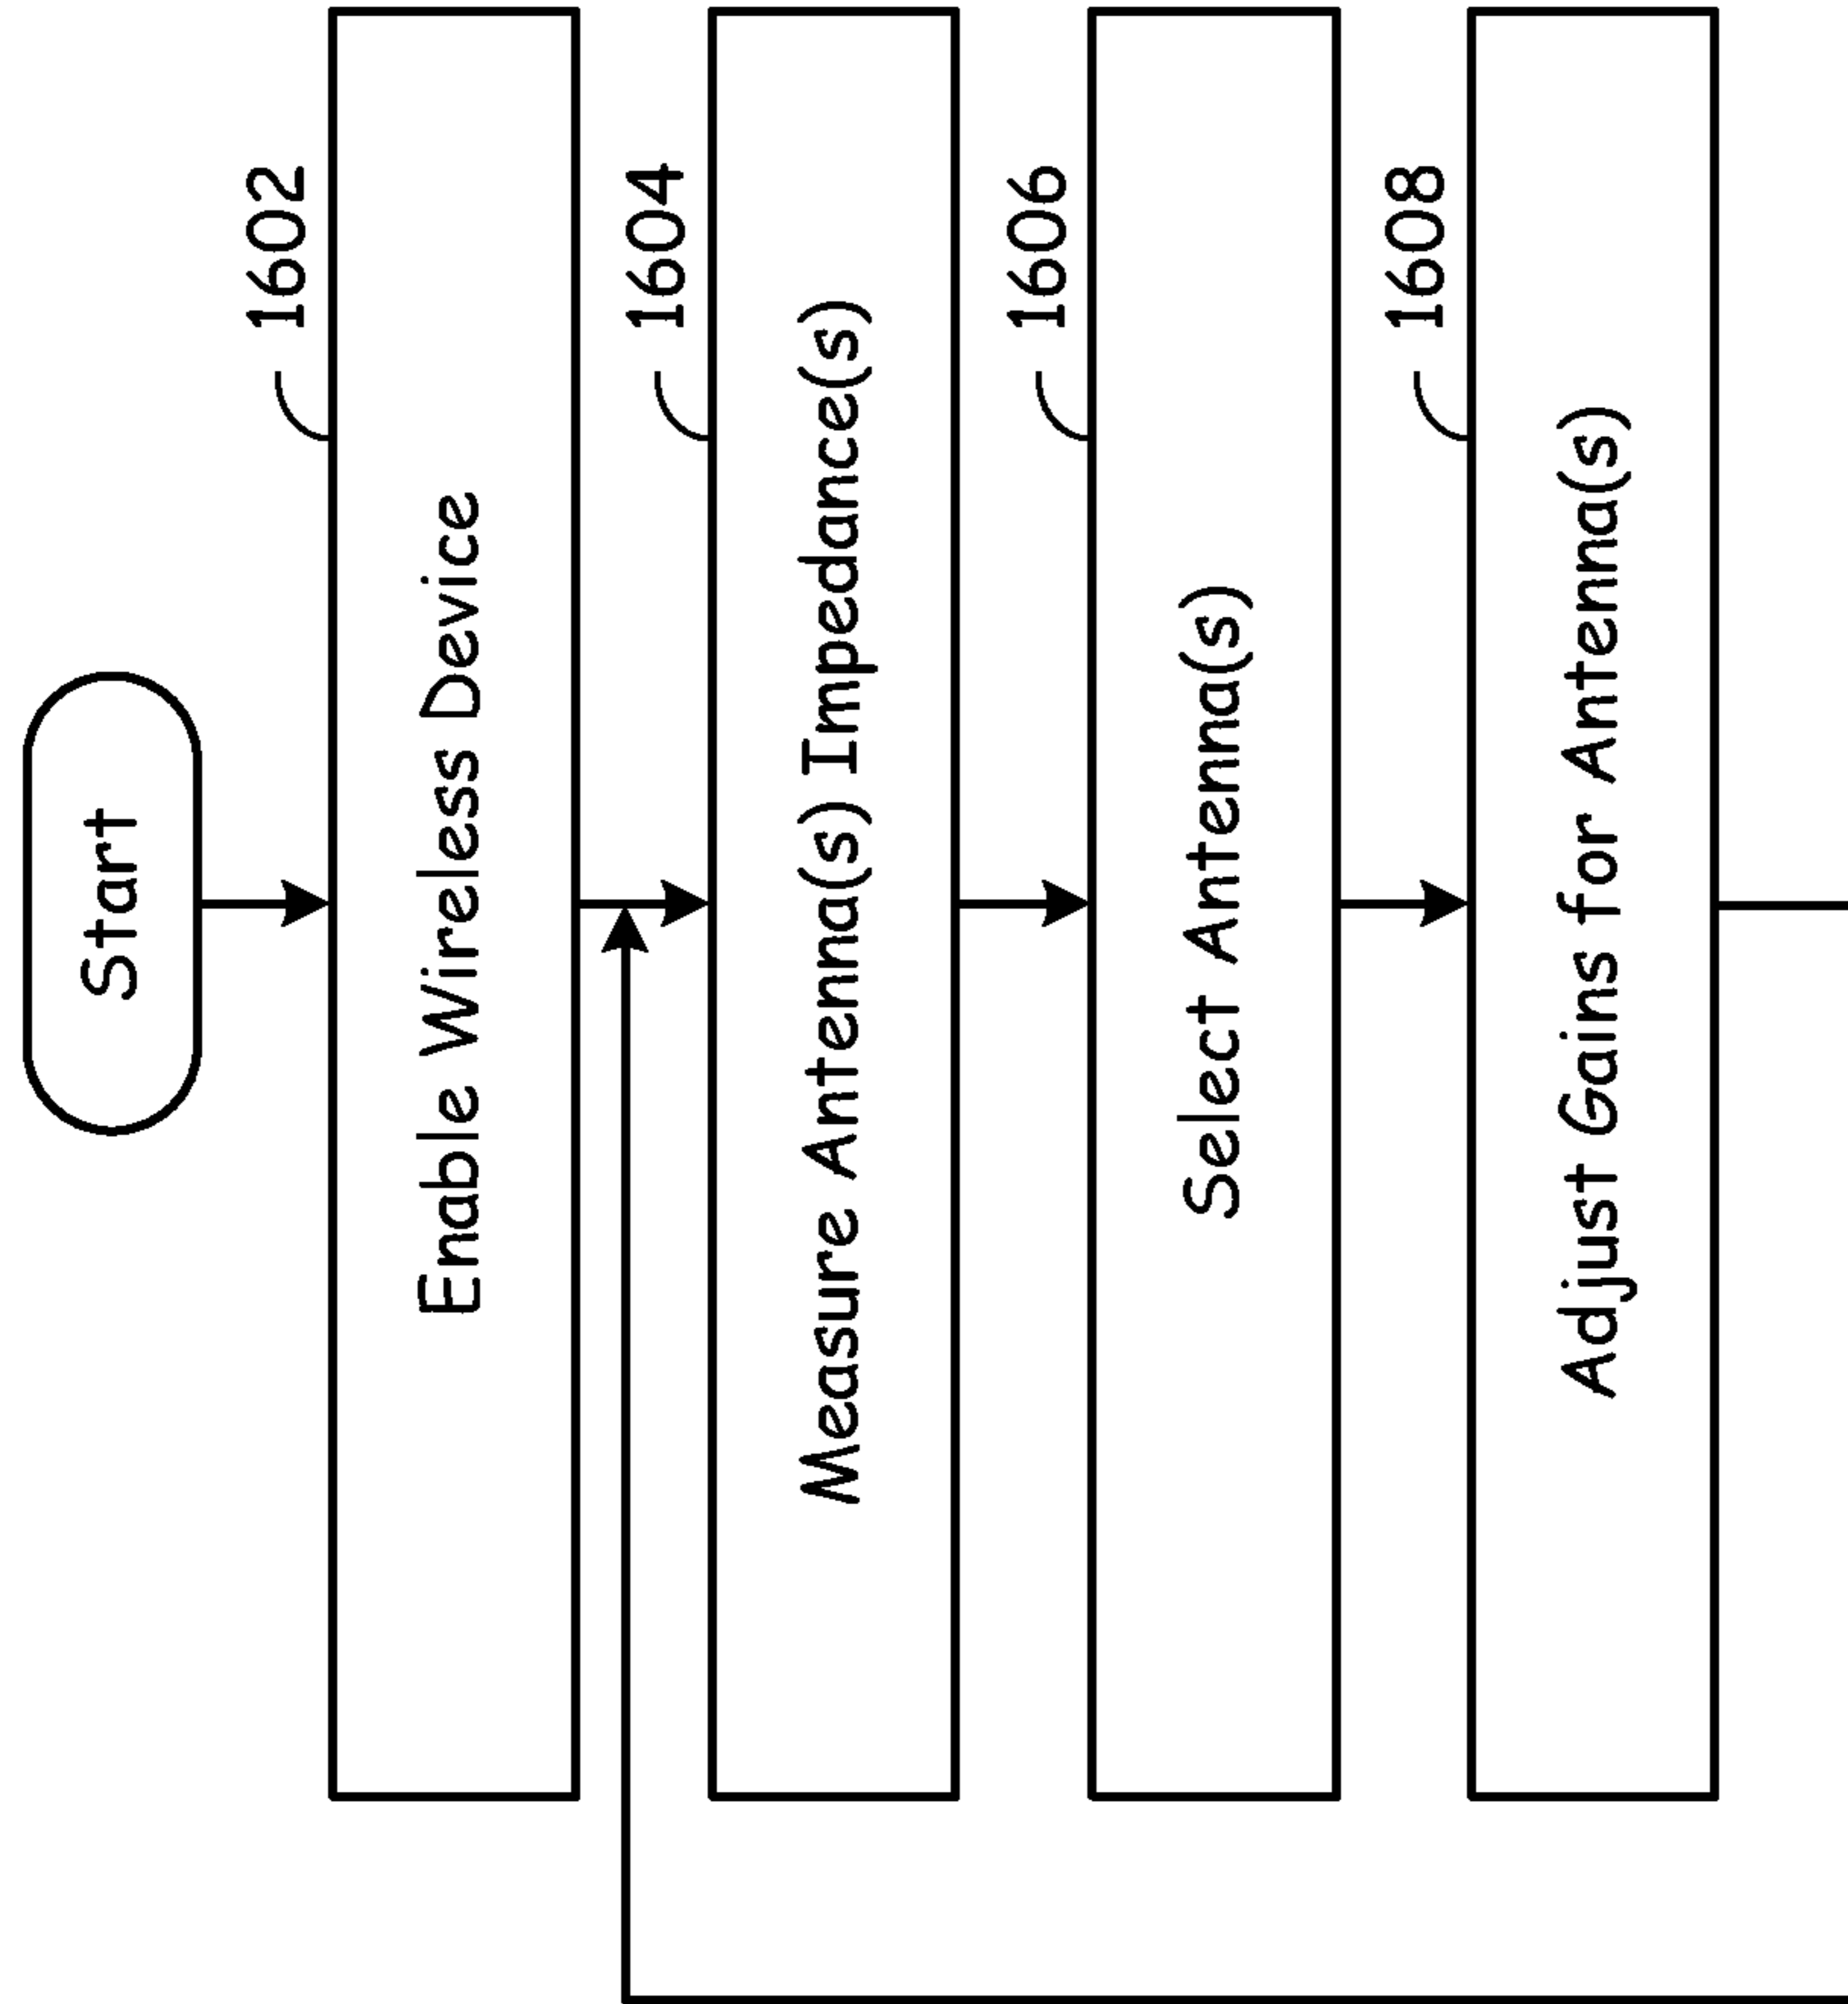 Start
1602
Enable Wireless Device
1604
Measure Antenna(s) Impedance(s)
1606
Select Antenna(s)
1608
Adjust Gains for Antenna(s)